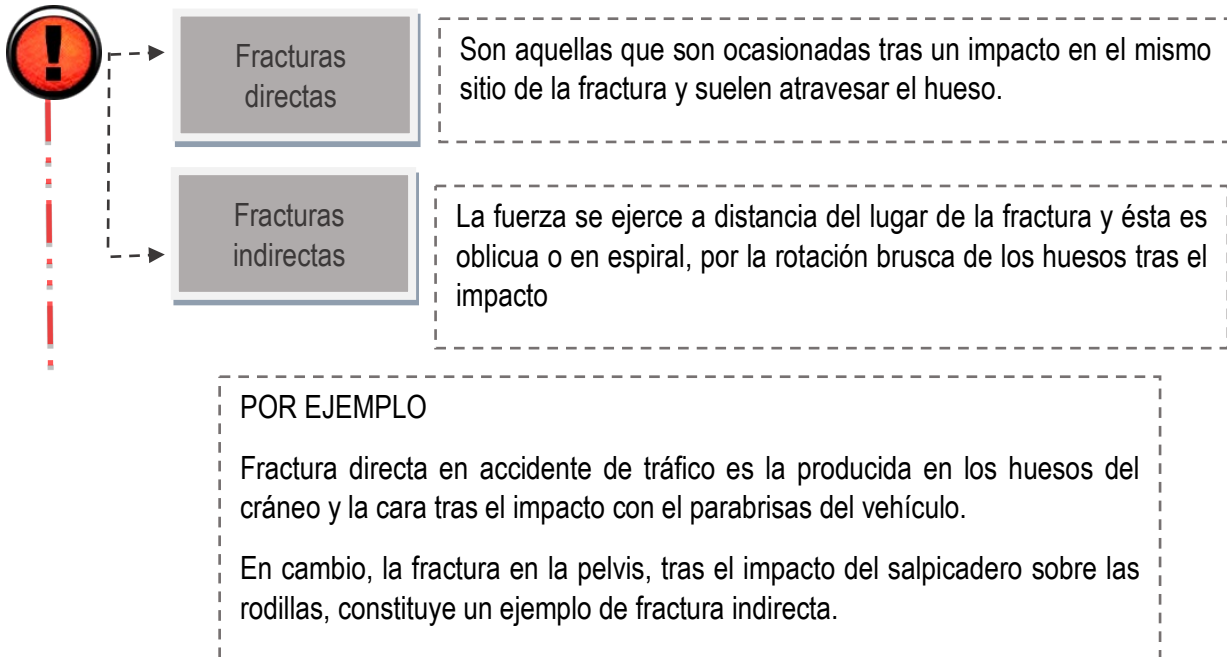 Fracturas
directas
Son aquellas que son ocasionadas tras un impacto en el mismo
sitio de la fractura y suelen atravesar el hueso.
Fracturas
indirectas
La fuerza se ejerce a distancia del lugar de la fractura y ésta es
oblicua o en espiral, por la rotación brusca de los huesos tras el
impacto
POR EJEMPLO
Fractura directa en accidente de tráfico es la producida en los huesos del
cráneo y la cara tras el impacto con el parabrisas del vehículo.
En cambio, la fractura en la pelvis, tras el impacto del salpicadero sobre las
rodillas, constituye un ejemplo de fractura indirecta.